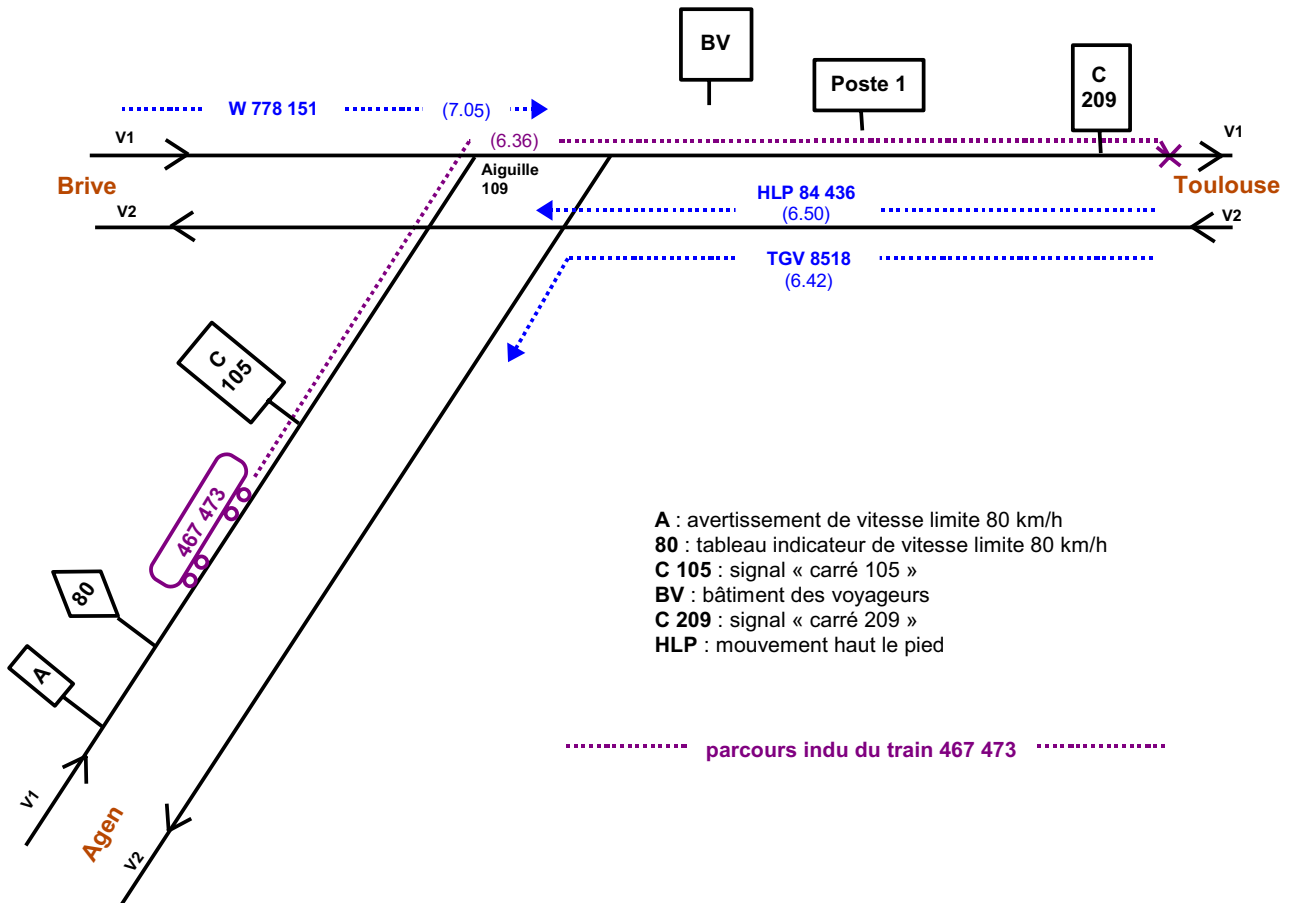 BV
C
209
Poste 1
W 778 151
(7.05)
(6.36)
V1
V1
Aiguille
109
Brive
Toulouse
HLP 84 436
(6.50)
V2
V2
TGV 8518
(6.42)
C
105
467 473
80
A
A : avertissement de vitesse limite 80 km/h
80 : tableau indicateur de vitesse limite 80 km/h
C 105 : signal « carré 105 »
BV : bâtiment des voyageurs
C 209 : signal « carré 209 »
HLP : mouvement haut le pied
parcours indu du train 467 473
V1
Agen
V2